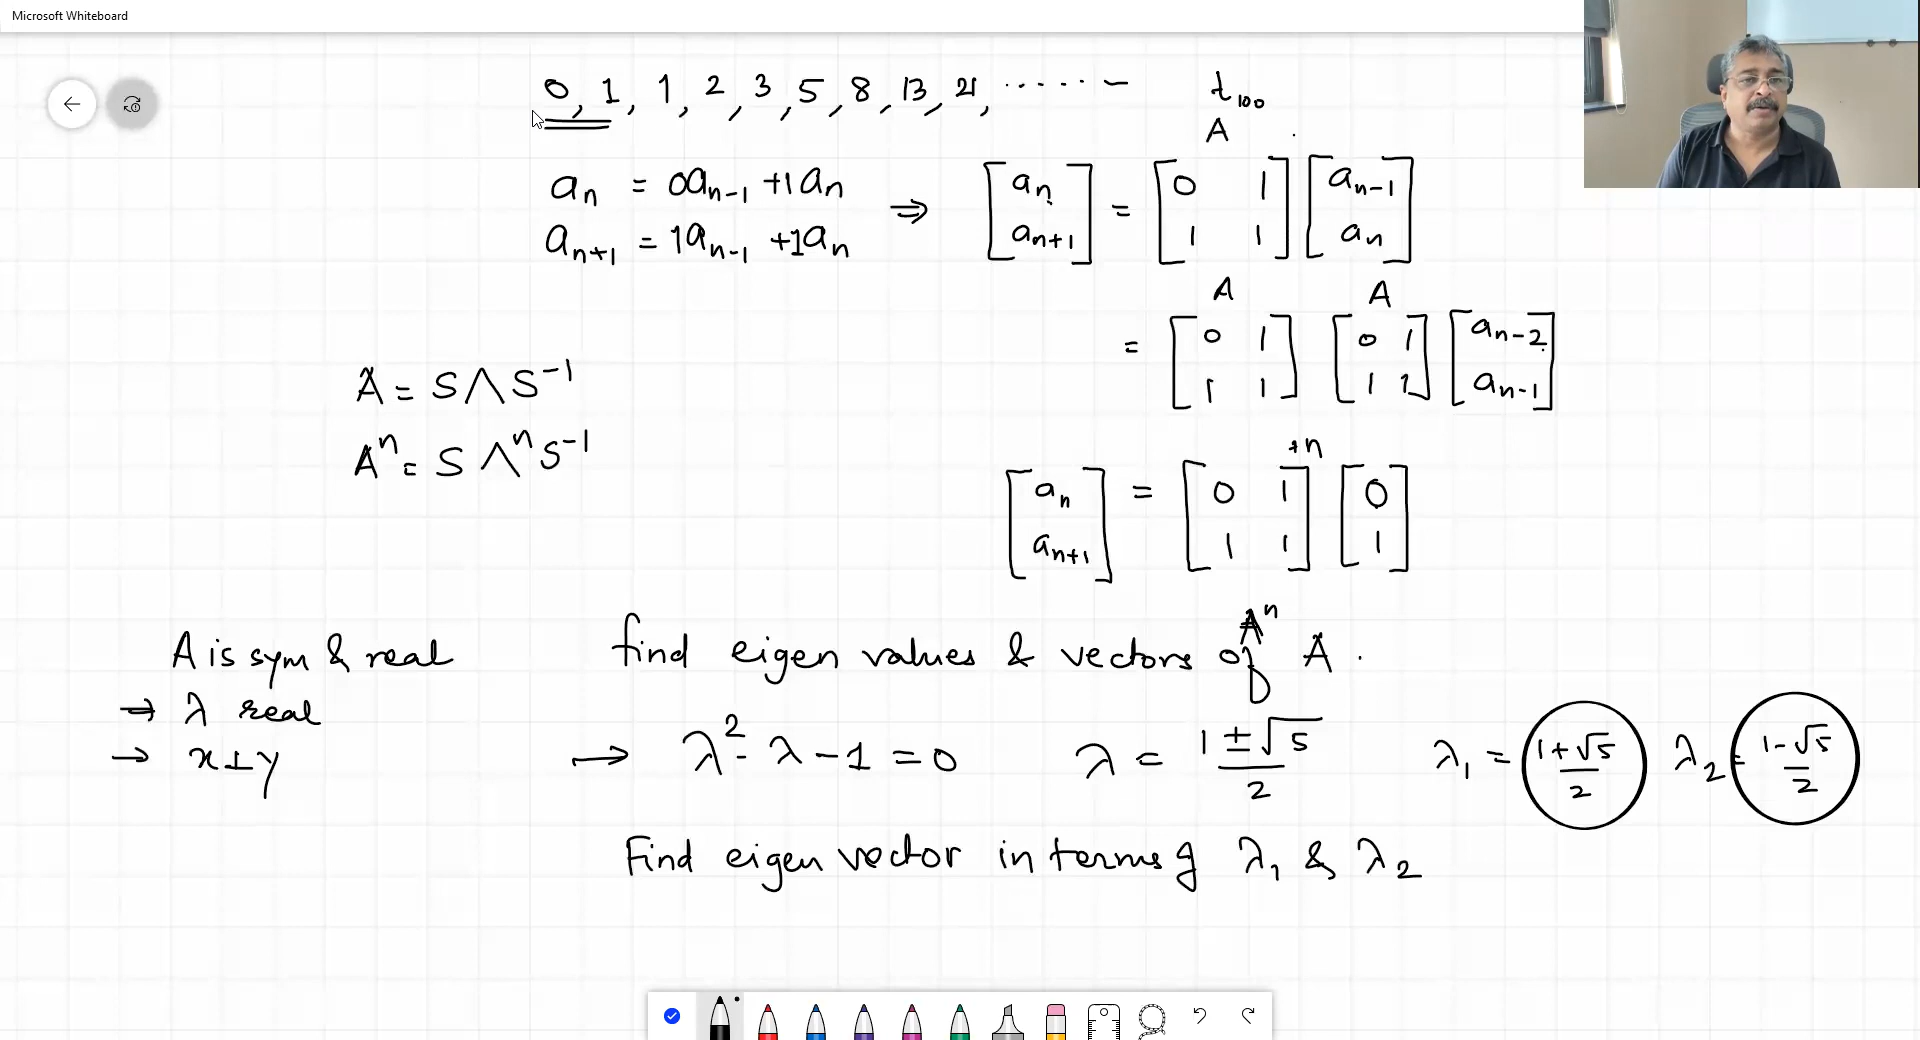 Microsoft Whiteboard
0, 1, 1, 2, 3, 5, 8, 13, 21, ······ –
t₁₀₀
A
aₙ = 0aₙ₋₁ + 1aₙ ⇒ [aₙ; aₙ₊₁] = [0 1; 1 1] [aₙ₋₁; aₙ]
aₙ₊₁ = 1aₙ₋₁ + 1aₙ
A A
= [0 1; 1 1] [0 1; 1 1] [aₙ₋₂; aₙ₋₁]
A = S Λ S⁻¹
Aⁿ = S Λⁿ S⁻¹
[aₙ; aₙ₊₁] = [0 1; 1 1]⁺ⁿ [0; 1]
Aⁿ
A is sym & real
→ λ real
→ x ⊥ y
find eigen values & vectors of A .
D
→ λ² - λ - 1 = 0 λ = (1 ± √5)/2 λ₁ = (1 + √5)/2 λ₂ = (1 - √5)/2
Find eigen vector in terms of λ₁ & λ₂